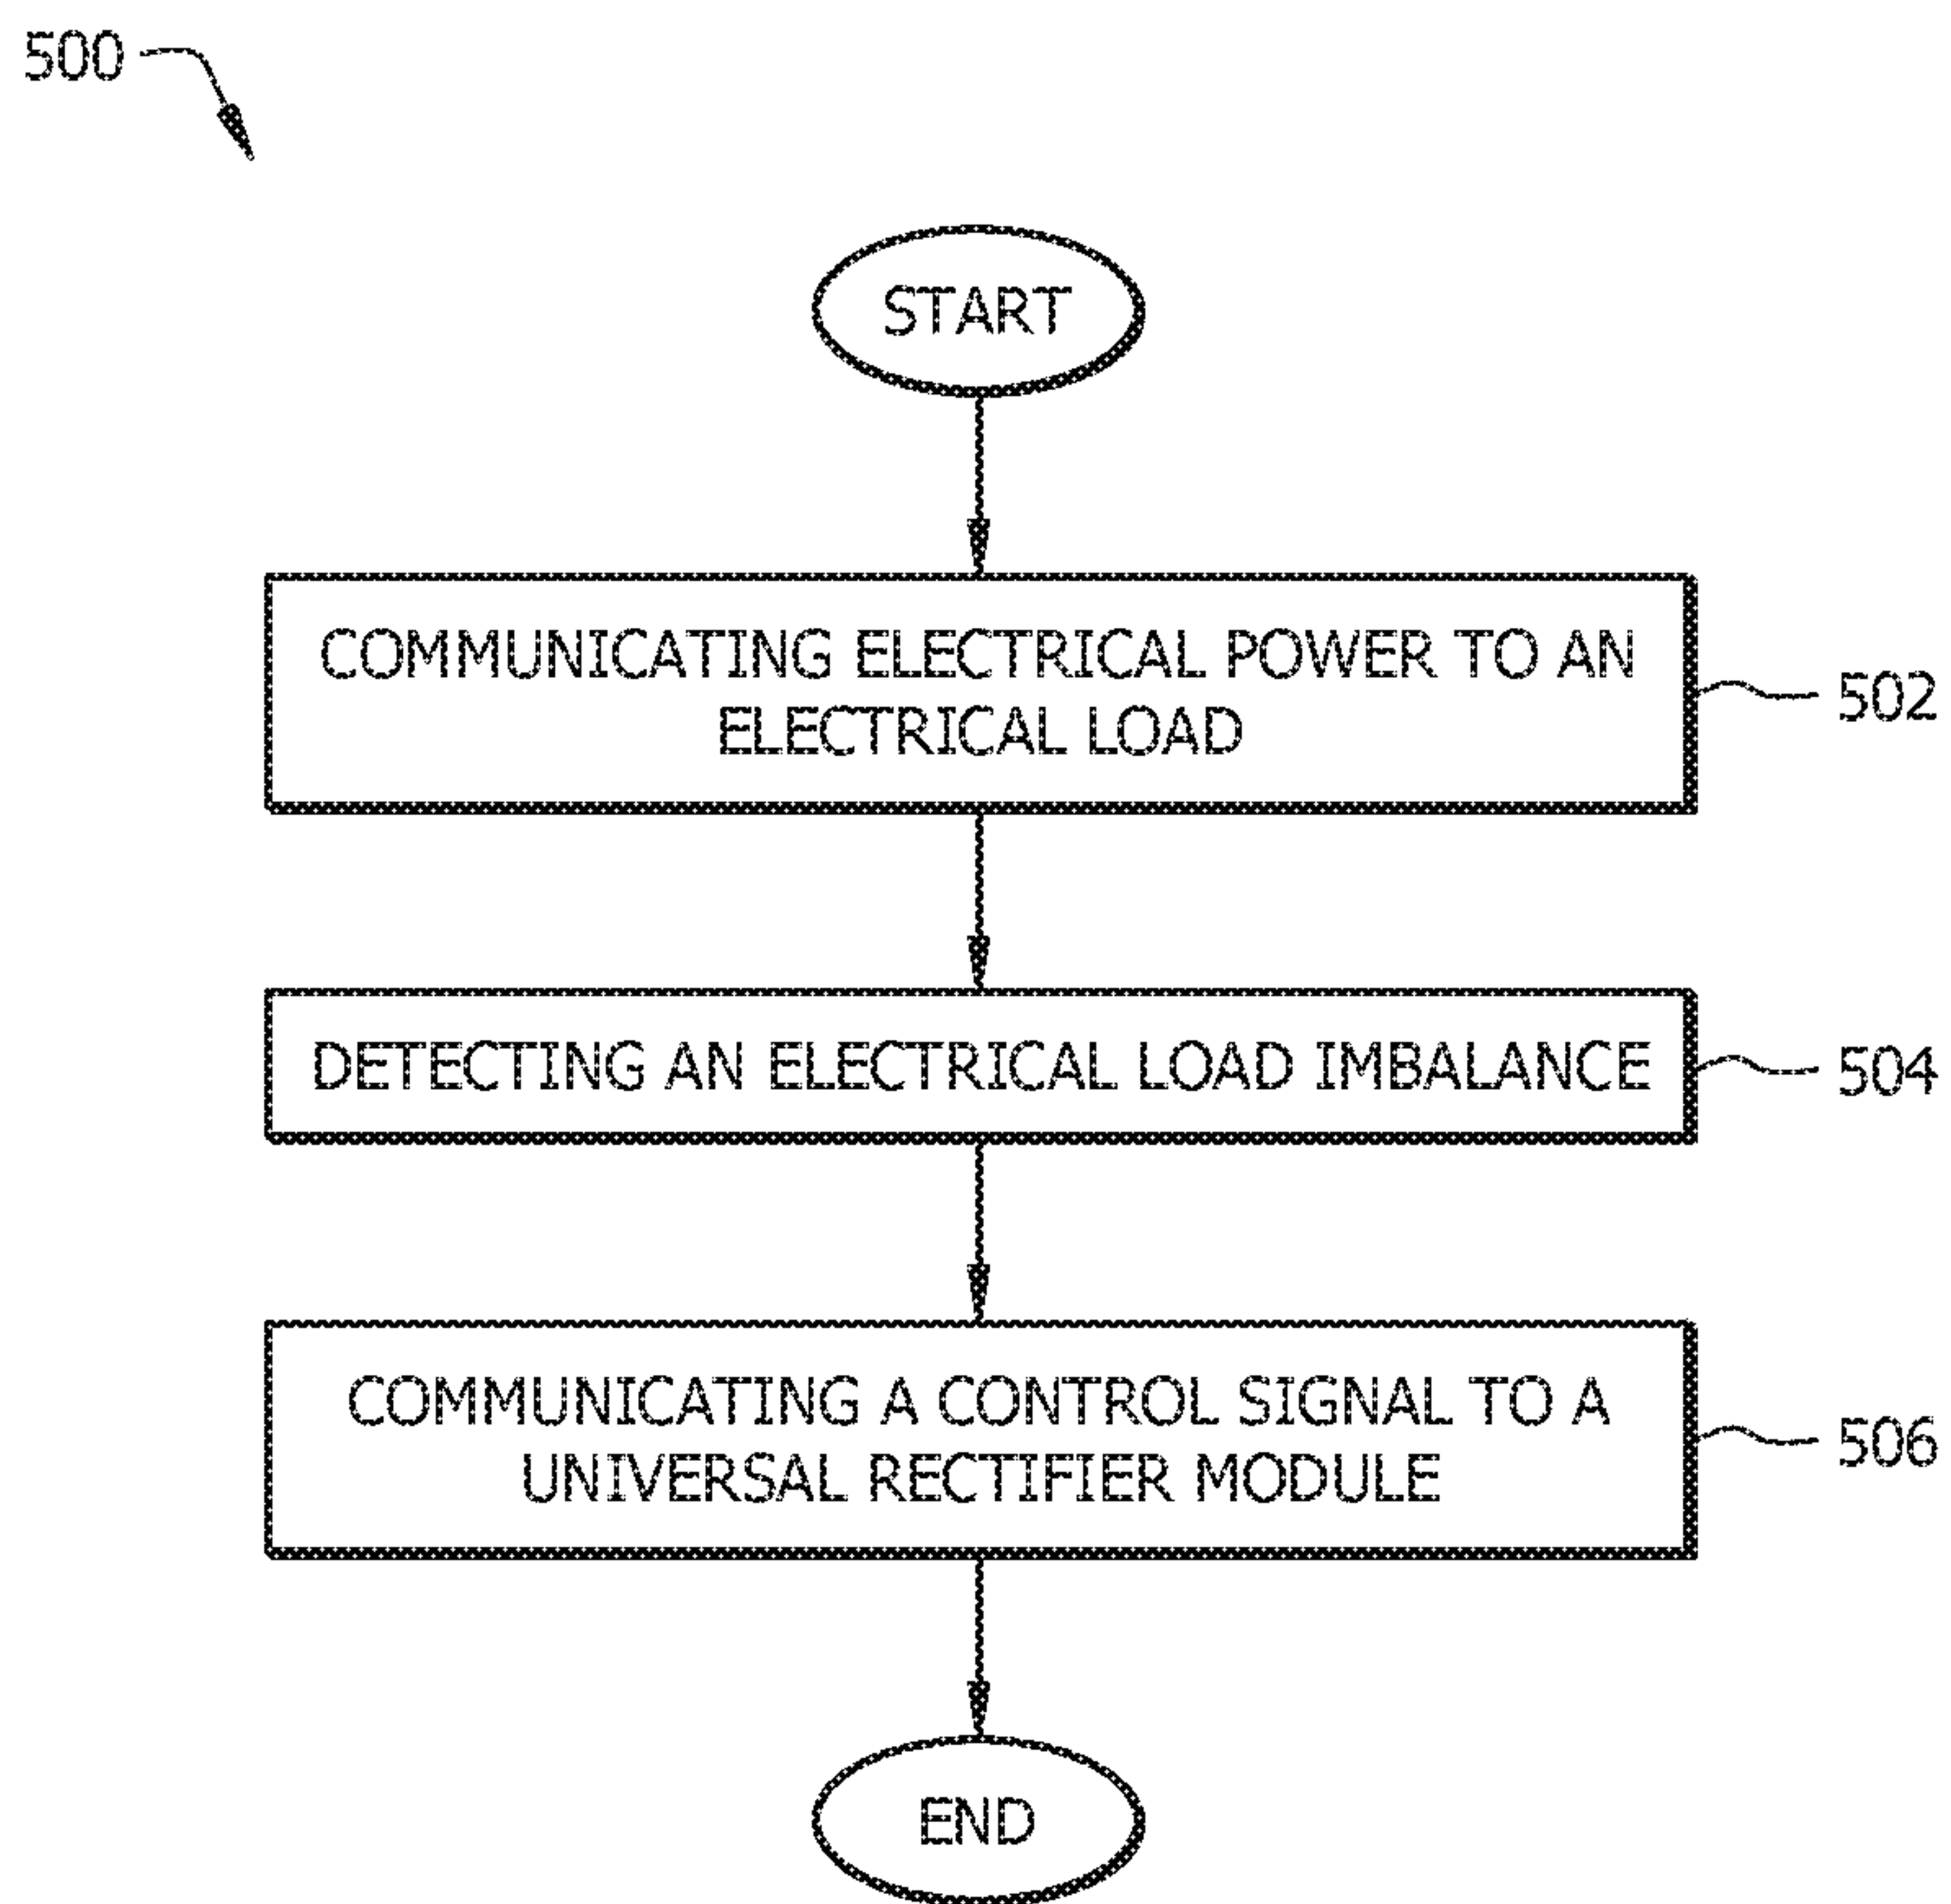 500
START
COMMUNICATING ELECTRICAL POWER TO AN
ELECTRICAL LOAD
502
DETECTING AN ELECTRICAL LOAD IMBALANCE
504
COMMUNICATING A CONTROL SIGNAL TO A
UNIVERSAL RECTIFIER MODULE
506
END